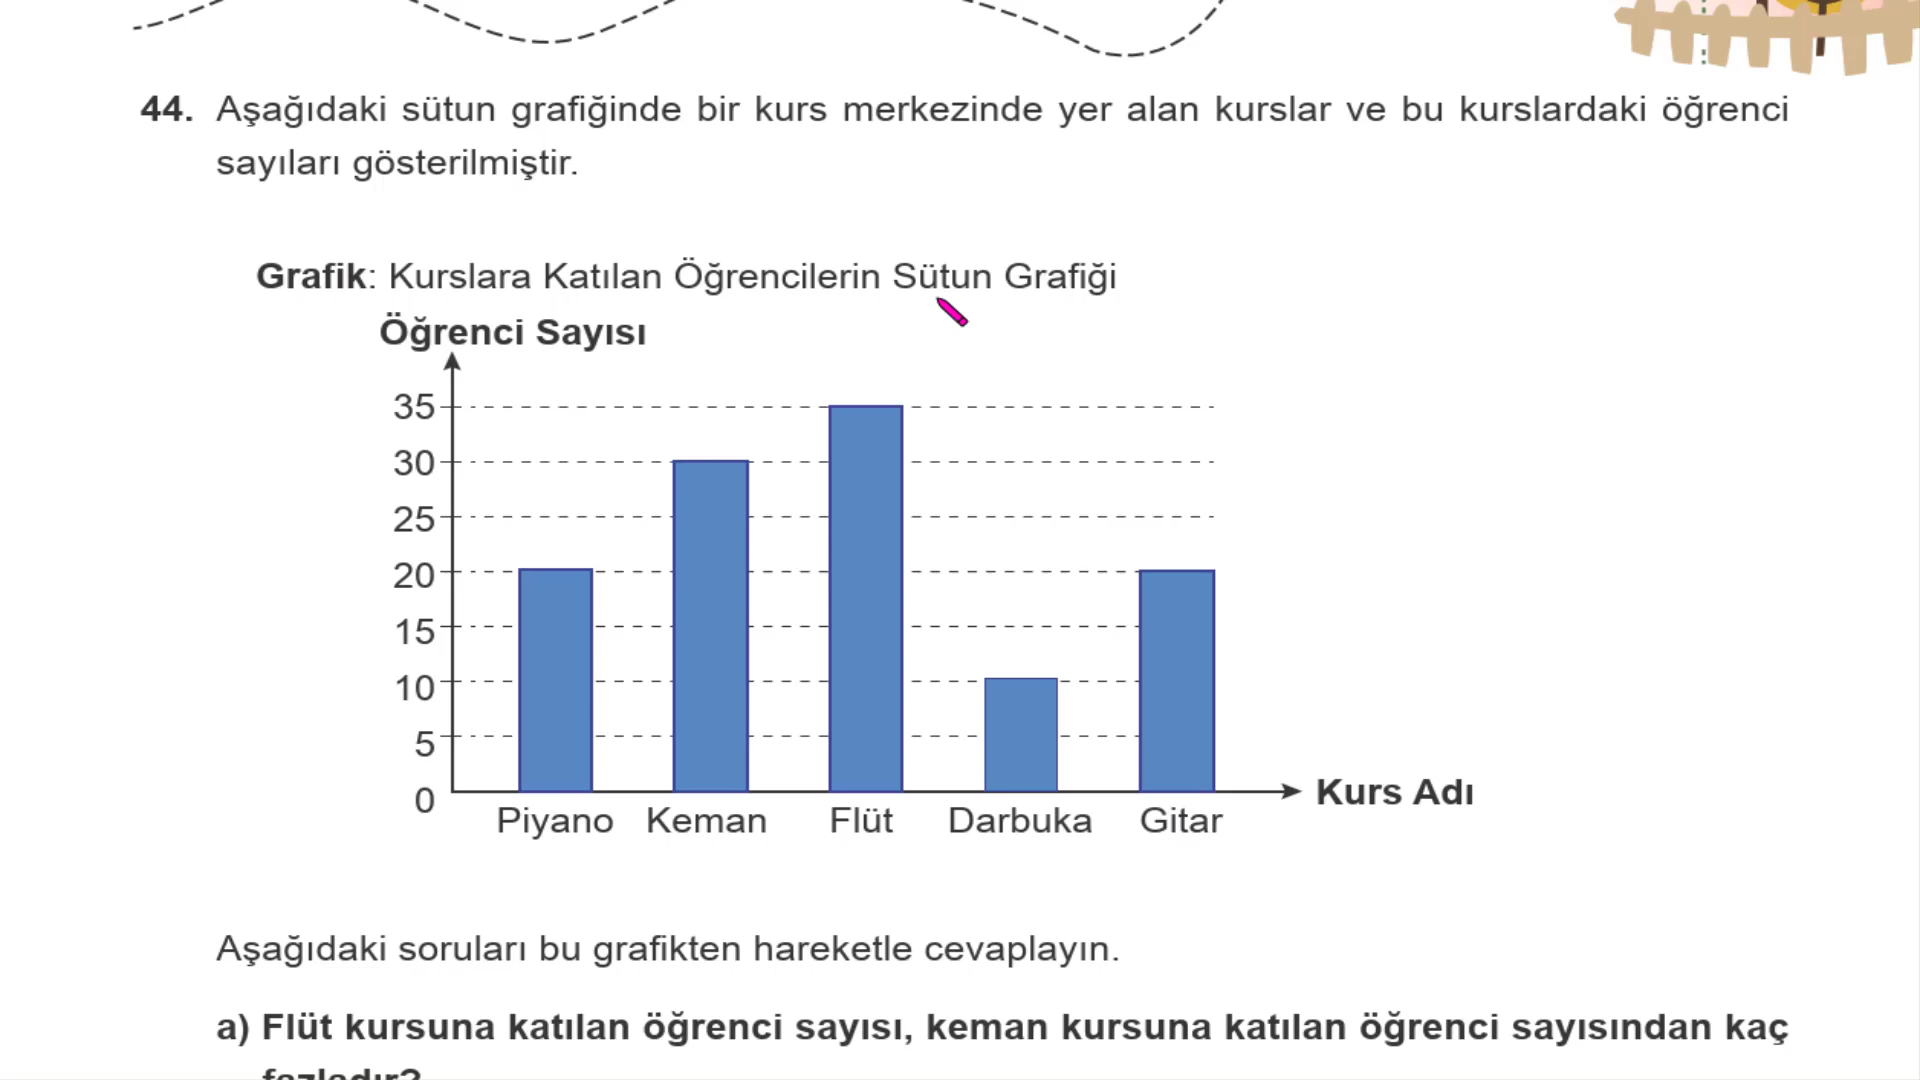 44. Aşağıdaki sütun grafiğinde bir kurs merkezinde yer alan kurslar ve bu kurslardaki öğrenci
sayıları gösterilmiştir.
Grafik: Kurslara Katılan Öğrencilerin Sütun Grafiği
Öğrenci Sayısı
35
30
25
20
15
10
5
0
Kurs Adı
Piyano Keman Flüt Darbuka Gitar
Aşağıdaki soruları bu grafikten hareketle cevaplayın.
a) Flüt kursuna katılan öğrenci sayısı, keman kursuna katılan öğrenci sayısından kaç
fazladır?